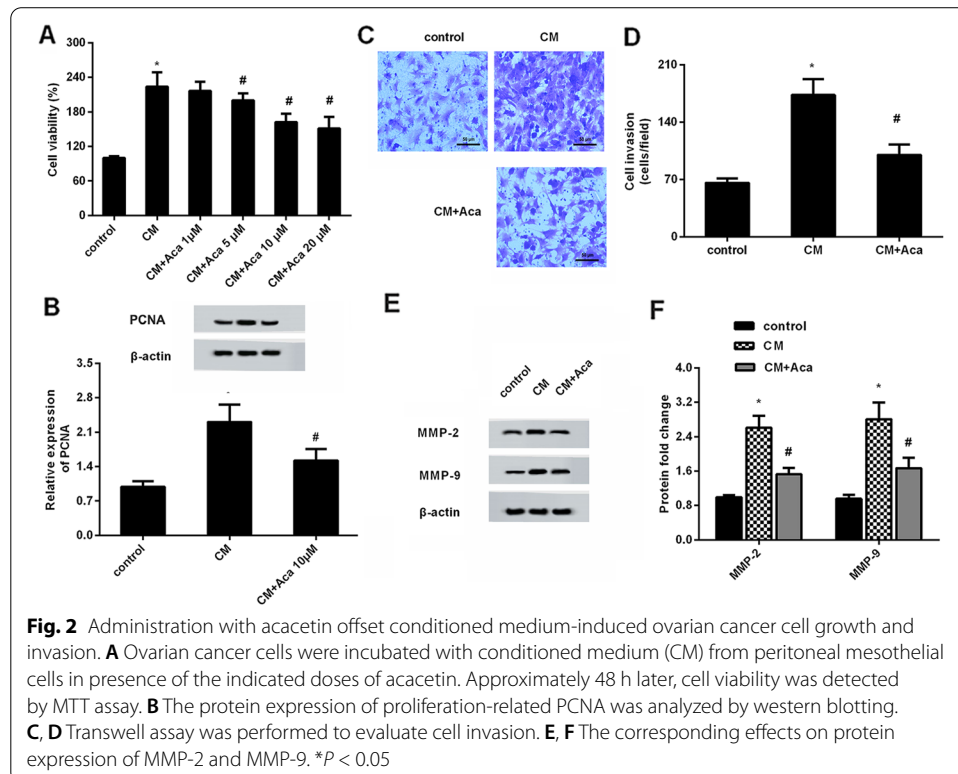 A
300
240
180
120
60
0
Cell viability (%)
*
#
#
#
control
CM
CM+Aca 1µM
CM+Aca 5 µM
CM+Aca 10 µM
CM+Aca 20 µM
C
control
CM
CM+Aca
50 µm
50 µm
50 µm
D
210
140
70
0
Cell invasion
(cells/field)
*
#
control
CM
CM+Aca
B
PCNA
β-actin
3.5
2.8
2.1
1.4
0.7
0.0
Relative expression
of PCNA
-
#
control
CM
CM+Aca 10µM
E
control
CM
CM+Aca
MMP-2
MMP-9
β-actin
F
control
CM
CM+Aca
4.0
3.2
2.4
1.6
0.8
0.0
Protein fold change
*
#
*
#
MMP-2
MMP-9
Fig. 2 Administration with acacetin offset conditioned medium-induced ovarian cancer cell growth and
invasion. A Ovarian cancer cells were incubated with conditioned medium (CM) from peritoneal mesothelial
cells in presence of the indicated doses of acacetin. Approximately 48 h later, cell viability was detected
by MTT assay. B The protein expression of proliferation-related PCNA was analyzed by western blotting.
C, D Transwell assay was performed to evaluate cell invasion. E, F The corresponding effects on protein
expression of MMP-2 and MMP-9. *P < 0.05